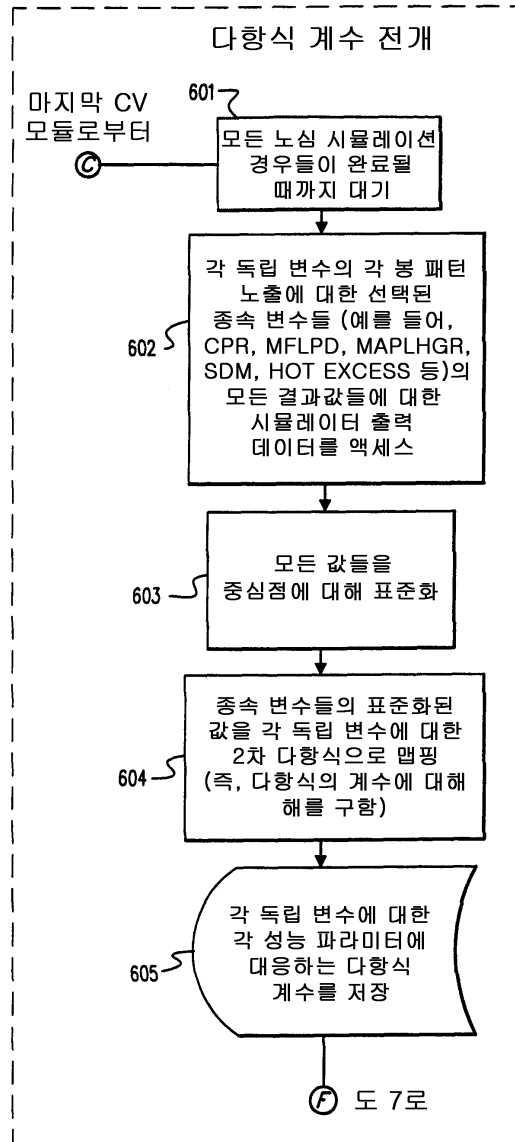 다항식 계수 전개
마지막 CV
모듈로부터
C
601
모든 노심 시뮬레이션
경우들이 완료될
때까지 대기
602
각 독립 변수의 각 봉 패턴
노출에 대한 선택된
종속 변수들 (예를 들어,
CPR, MFLPD, MAPLHGR,
SDM, HOT EXCESS 등)의
모든 결과값들에 대한
시뮬레이터 출력
데이터를 액세스
603
모든 값들을
중심점에 대해 표준화
604
종속 변수들의 표준화된
값을 각 독립 변수에 대한
2차 다항식으로 맵핑
(즉, 다항식의 계수에 대해
해를 구함)
605
각 독립 변수에 대한
각 성능 파라미터에
대응하는 다항식
계수를 저장
F 도 7로